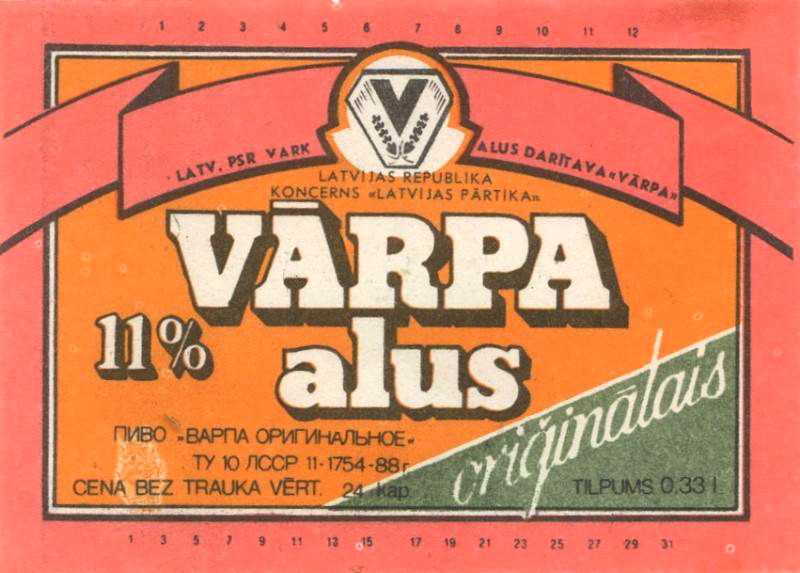 1 2 3 4 5 6 7 8 9 10 11 12
V
LATV. PSR VARK ALUS DARĪTAVA «VĀRPA»
LATVIJAS REPUBLIKA
KONCERNS «LATVIJAS PĀRTIKA»
VĀRPA
11% alus
oriģinālais
ПИВО »ВАРПА ОРИГИНАЛЬНОЕ«
ТУ 10 ЛССР 11-1754-88 г.
CENA BEZ TRAUKA VĒRT. 24 kap.
TILPUMS 0.33 l
1 3 5 7 9 11 13 15 17 19 21 23 25 27 29 31